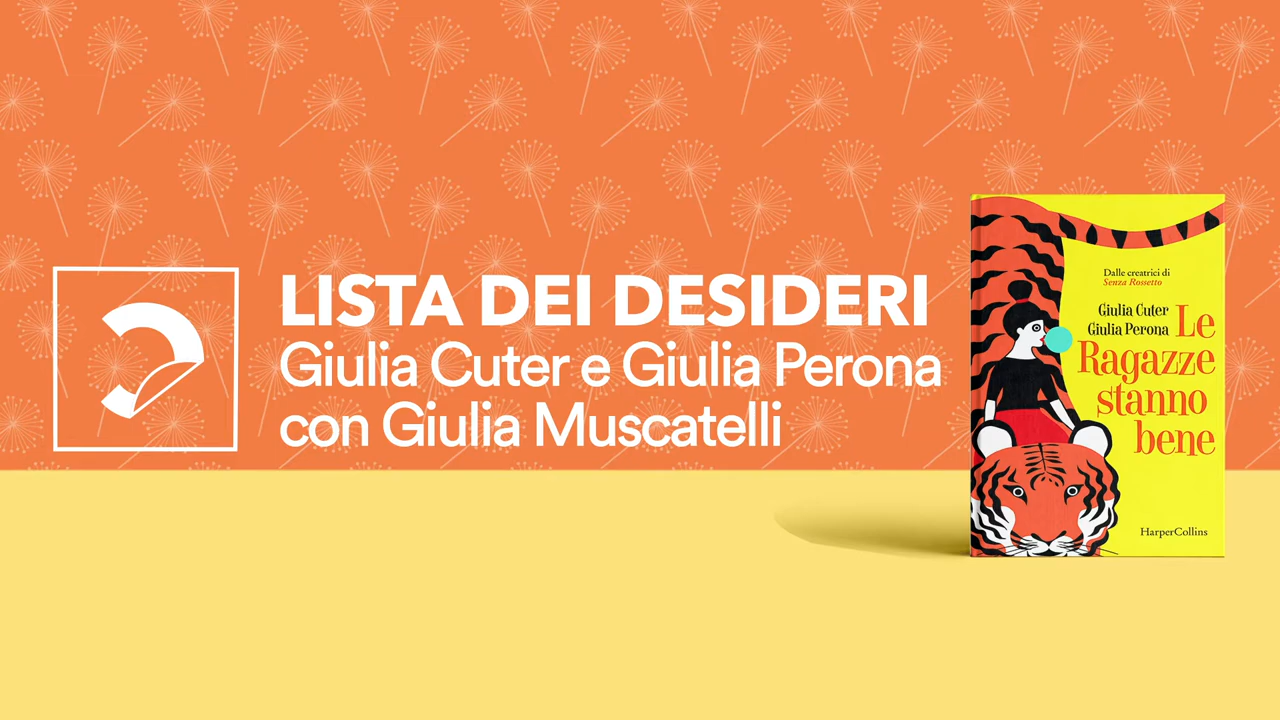 LISTA DEI DESIDERI
Giulia Cuter e Giulia Perona
con Giulia Muscatelli
Dalle creatrici di
Senza Rossetto
Giulia Cuter
Giulia Perona
Le
Ragazze
stanno
bene
HarperCollins